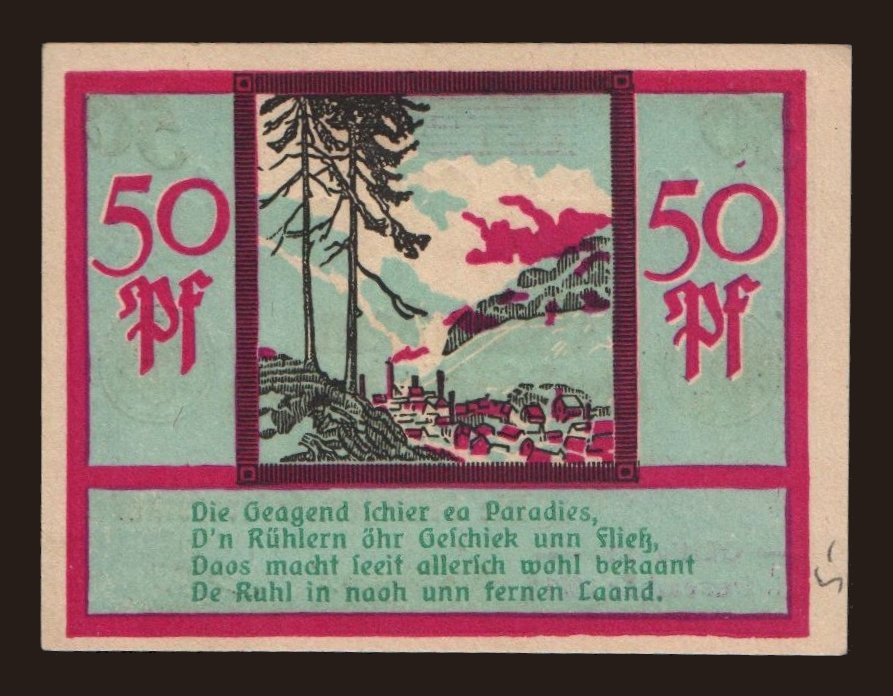 50
Pf
50
Pf
Die Geagend ſchier ea Paradies,
D'n Rühlern öhr Geſchiek unn Fließ,
Daos macht ſeeit allerſch wohl bekaant
De Ruhl in naoh unn fernen Laand.